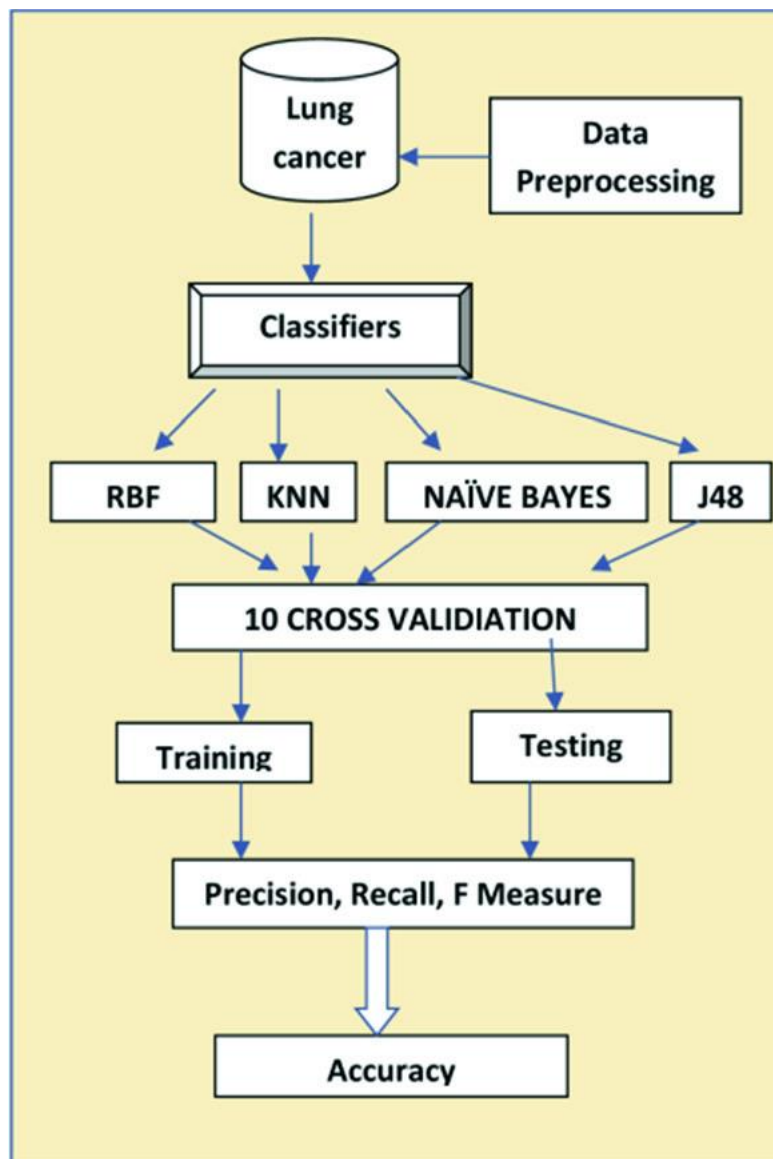 Lung
cancer
Data
Preprocessing
Classifiers
RBF
KNN
NAÏVE BAYES
J48
10 CROSS VALIDIATION
Training
Testing
Precision, Recall, F Measure
Accuracy